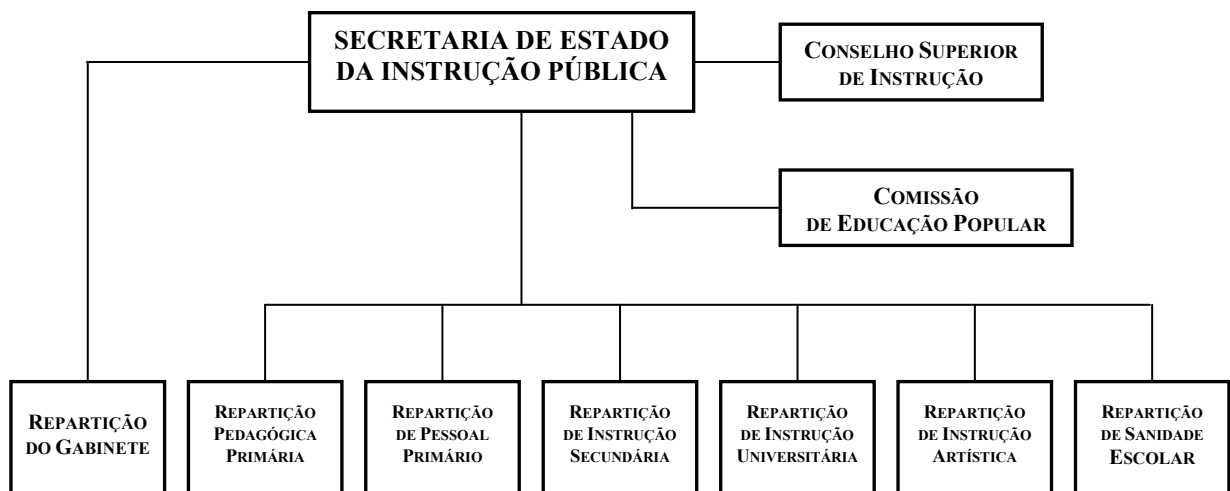 SECRETARIA DE ESTADO
DA INSTRUÇÃO PÚBLICA
CONSELHO SUPERIOR
DE INSTRUÇÃO
COMISSÃO
DE EDUCAÇÃO POPULAR
REPARTIÇÃO
DO GABINETE
REPARTIÇÃO
PEDAGÓGICA
PRIMÁRIA
REPARTIÇÃO
DE PESSOAL
PRIMÁRIO
REPARTIÇÃO
DE INSTRUÇÃO
SECUNDÁRIA
REPARTIÇÃO
DE INSTRUÇÃO
UNIVERSITÁRIA
REPARTIÇÃO
DE INSTRUÇÃO
ARTÍSTICA
REPARTIÇÃO
DE SANIDADE
ESCOLAR